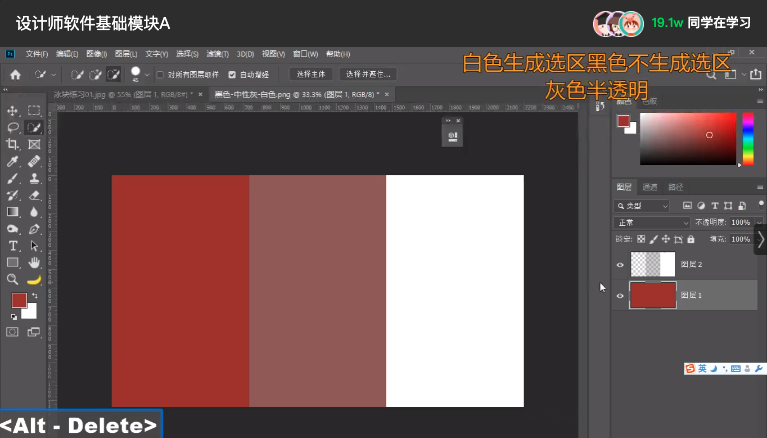 设计师软件基础模块A
19.1w 同学在学习
文件(F) 编辑(E) 图像(I) 图层(L) 文字(Y) 选择(S) 滤镜(T) 3D(D) 视图(V) 窗口(W) 帮助(H)
白色生成选区黑色不生成选区
灰色半透明
45 对所有图层取样 自动增强 选择主体 选择并遮住...
冰块练习01.jpg @ 55% (图层 1, RGB/8#) * ×
黑色-中性灰-白色.png @ 33.3% (图层 1, RGB/8) * ×
颜色 色板
图层 通道 路径
类型
正常 不透明度: 100%
锁定: 填充: 100%
图层 2
图层 1
英
<Alt - Delete>